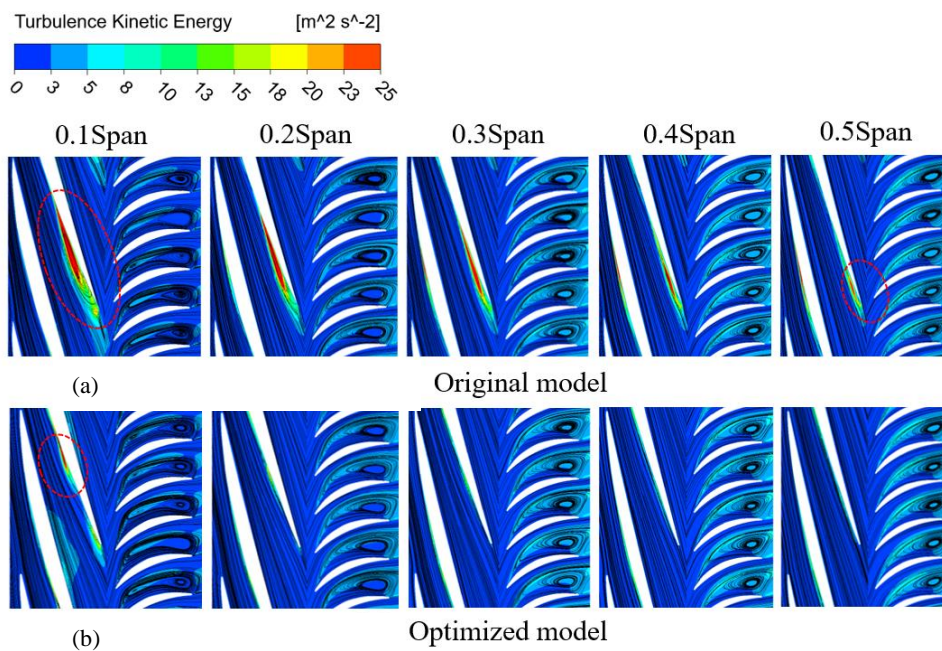 Turbulence Kinetic Energy [m^2 s^-2]
0 3 5 8 10 13 15 18 20 23 25
0.1Span 0.2Span 0.3Span 0.4Span 0.5Span
(a) Original model
(b) Optimized model